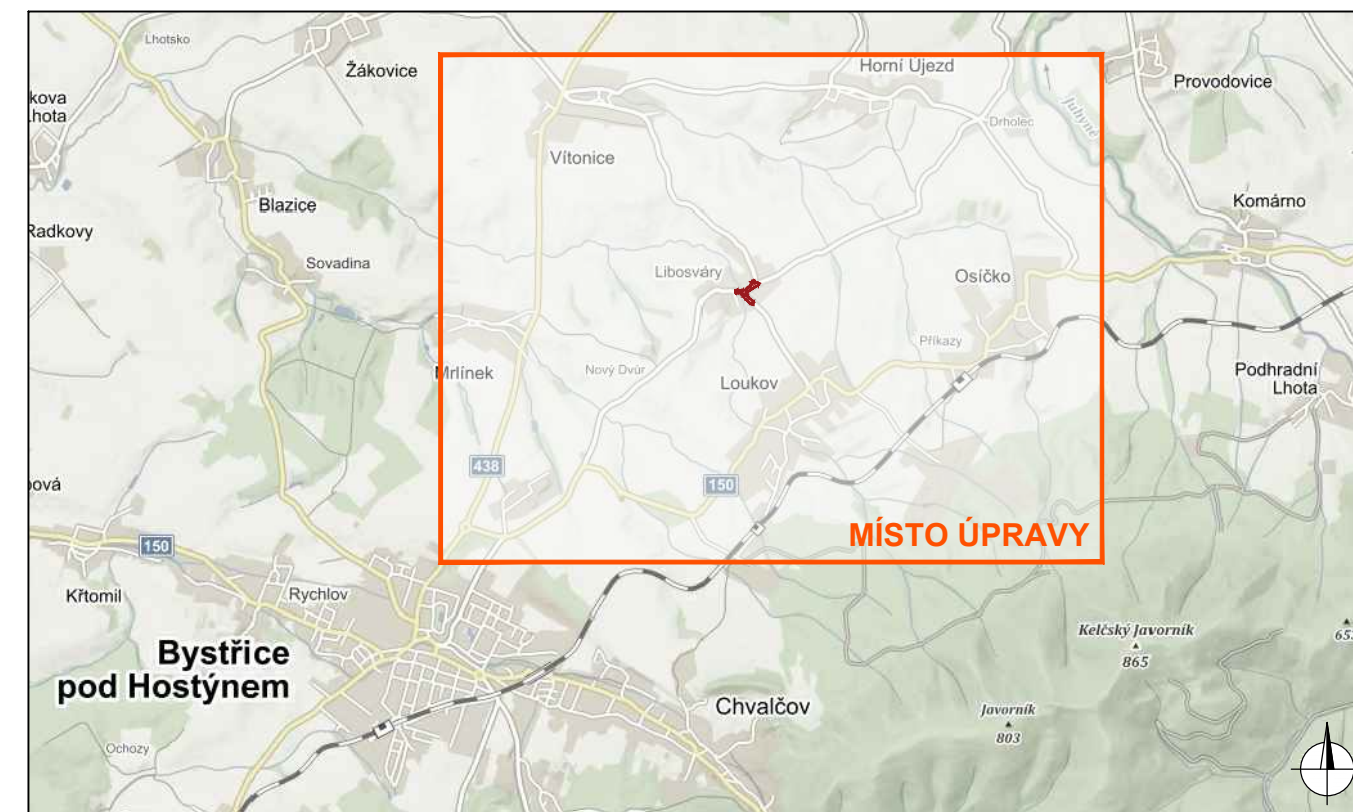 Lhotsko
Žákovice
Horní Újezd
Provodovice
kova
Lhota
Juhyně
Drholec
Vítonice
Blazice
Komárno
Radkovy
Sovadina
Libosváry
Osíčko
Příkazy
Mrlínek
Nový Dvůr
Loukov
Podhradní
Lhota
438
150
pová
MÍSTO ÚPRAVY
150
Křtomil
Rychlov
Kelčský Javorník
865
65
Bystřice
pod Hostýnem
Chvalčov
Javorník
803
Ochozy